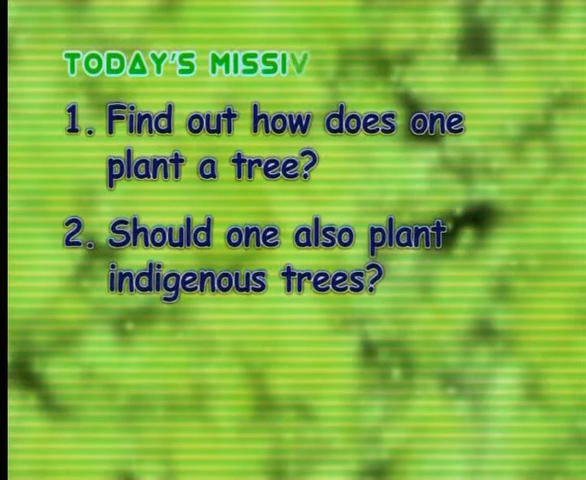 TODAY'S MISSIV
1. Find out how does one
plant a tree?
2. Should one also plant
indigenous trees?